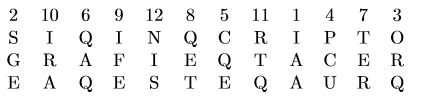 2 10 6 9 12 8 5 11 1 4 7 3
S I Q I N Q C R I P T O
G R A F I E Q T A C E R
E A Q E S T E Q A U R Q